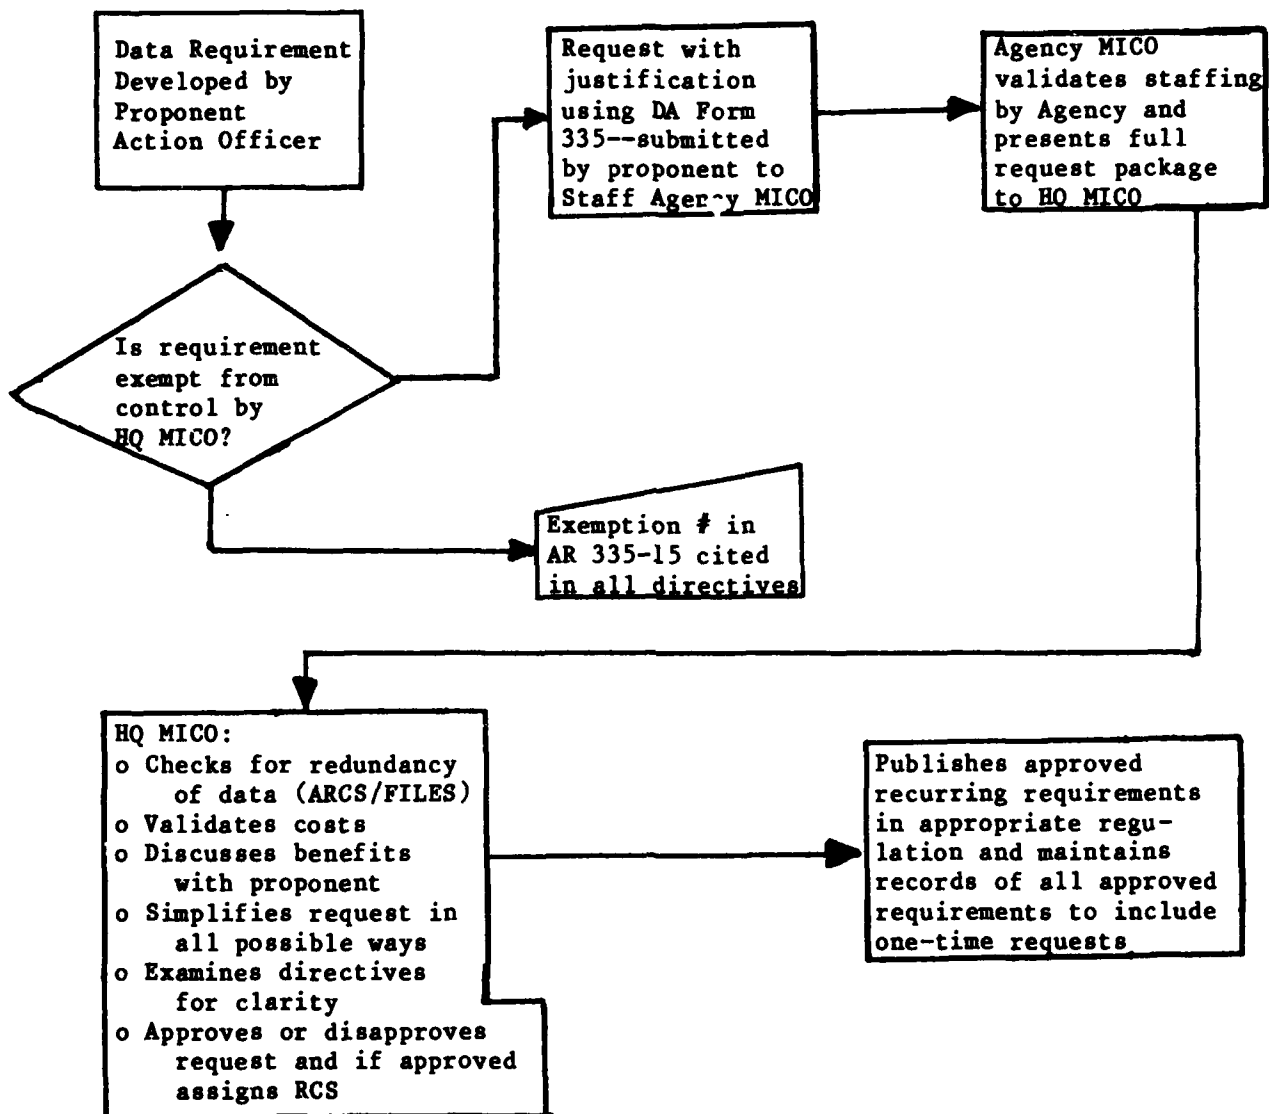 Data Requirement
Developed by
Proponent
Action Officer
Is requirement
exempt from
control by
HQ MICO?
Request with
justification
using DA Form
335--submitted
by proponent to
Staff Agency MICO
Agency MICO
validates staffing
by Agency and
presents full
request package
to HQ MICO
Exemption # in
AR 335-15 cited
in all directives
HQ MICO:
o Checks for redundancy
of data (ARCS/FILES)
o Validates costs
o Discusses benefits
with proponent
o Simplifies request in
all possible ways
o Examines directives
for clarity
o Approves or disapproves
request and if approved
assigns RCS
Publishes approved
recurring requirements
in appropriate regu-
lation and maintains
records of all approved
requirements to include
one-time requests